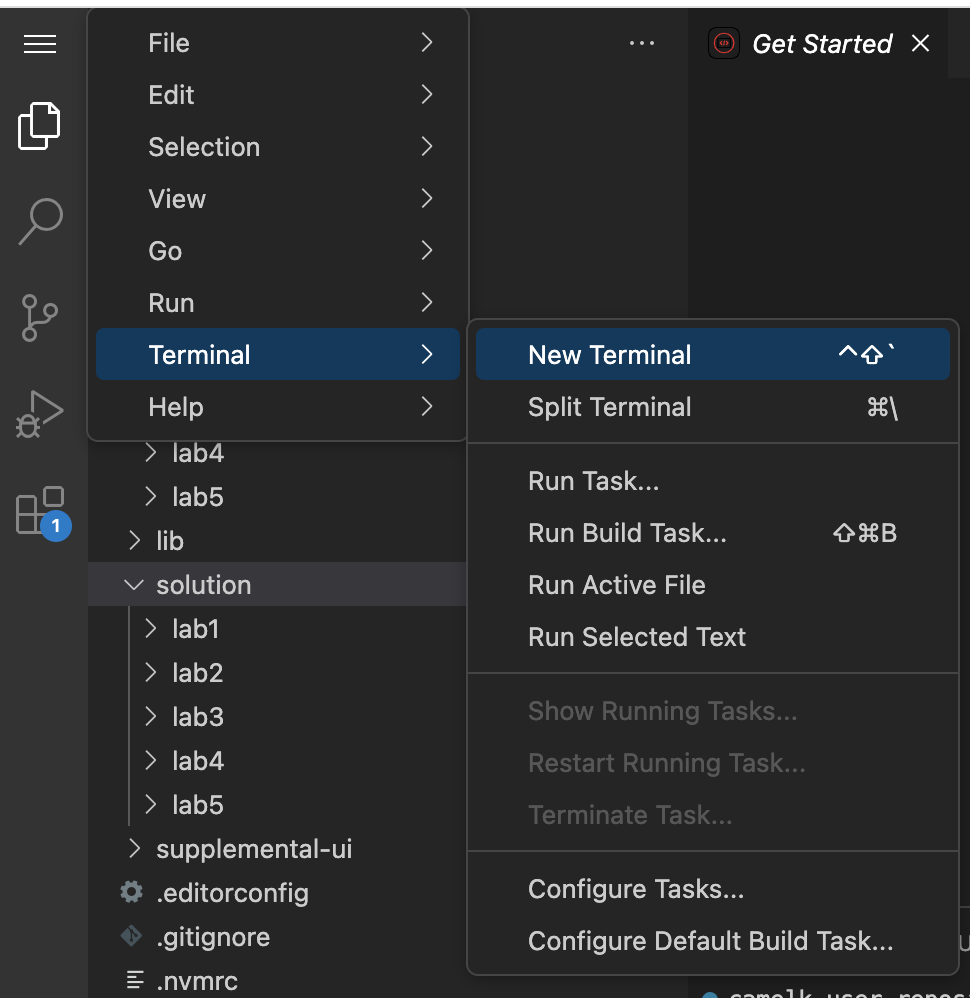 File
Edit
Selection
View
Go
Run
Terminal
Help
Get Started
New Terminal ^⇧`
Split Terminal ⌘\
Run Task...
Run Build Task... ⇧⌘B
Run Active File
Run Selected Text
Show Running Tasks...
Restart Running Task...
Terminate Task...
Configure Tasks...
Configure Default Build Task...
lab4
lab5
lib
solution
lab1
lab2
lab3
lab4
lab5
supplemental-ui
.editorconfig
.gitignore
.nvmrc
1